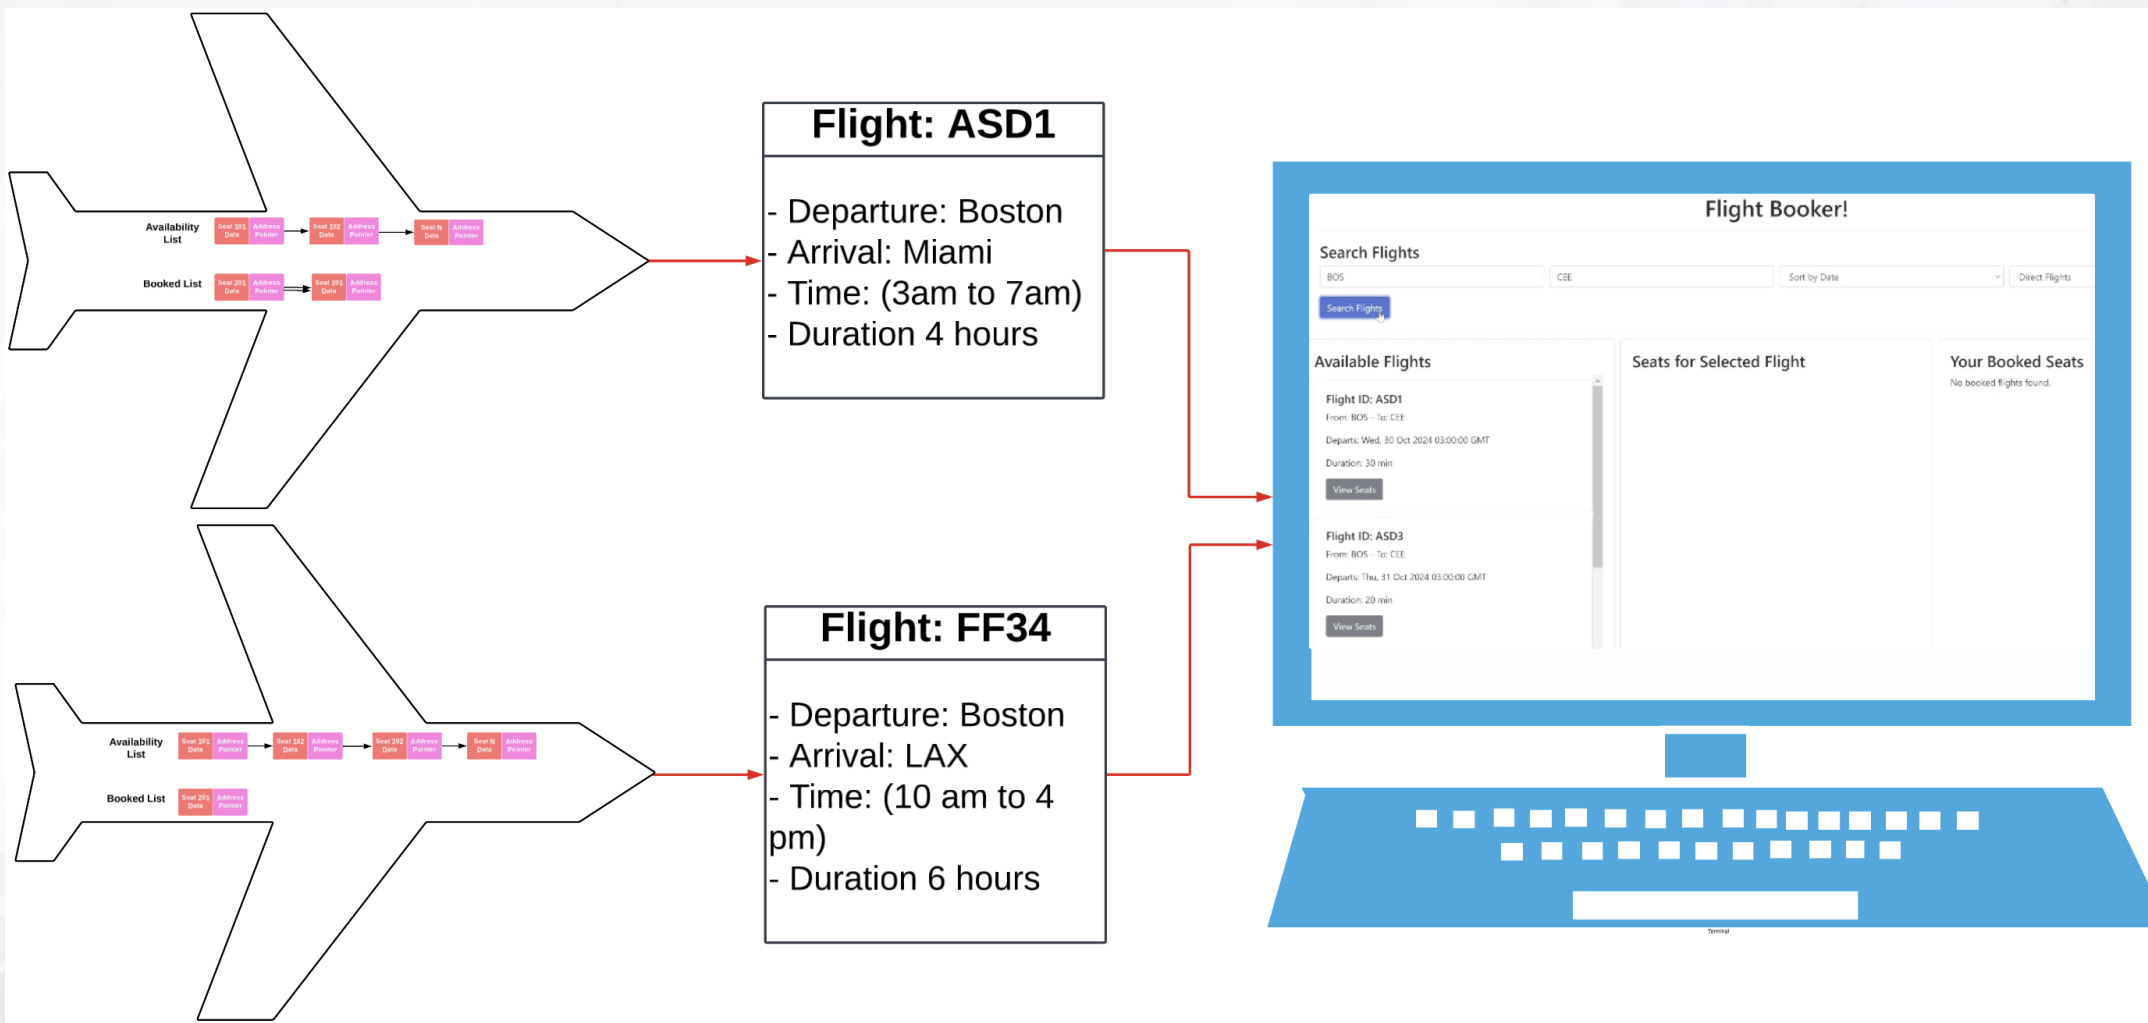 Availability
List
Seat 101
Data
Address
Pointer
Seat 102
Data
Address
Pointer
Seat N
Data
Address
Pointer
Booked List
Seat 201
Data
Address
Pointer
Seat 201
Data
Address
Pointer
Flight: ASD1
- Departure: Boston
- Arrival: Miami
- Time: (3am to 7am)
- Duration 4 hours
Availability
List
Seat 101
Data
Address
Pointer
Seat 102
Data
Address
Pointer
Seat 202
Data
Address
Pointer
Seat N
Data
Address
Pointer
Booked List
Seat 201
Data
Address
Pointer
Flight: FF34
- Departure: Boston
- Arrival: LAX
- Time: (10 am to 4
pm)
- Duration 6 hours
Flight Booker!
Search Flights
BOS
CEE
Sort by Date
Direct Flights
Search Flights
Available Flights
Flight ID: ASD1
From: BOS - To: CEE
Departs: Wed, 30 Oct 2024 03:00:00 GMT
Duration: 30 min
View Seats
Flight ID: ASD3
From: BOS - To: CEE
Departs: Thu, 31 Oct 2024 03:00:00 GMT
Duration: 20 min
View Seats
Seats for Selected Flight
Your Booked Seats
No booked flights found.
Terminal